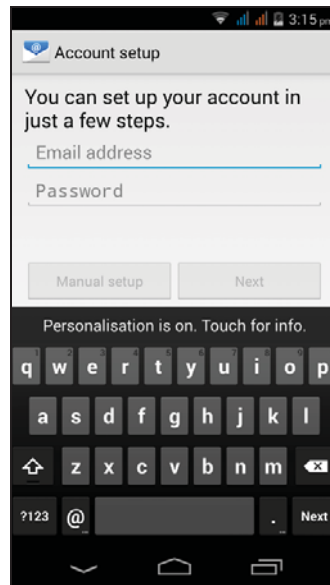 3:15 pm
Account setup
You can set up your account in
just a few steps.
Email address
Password
Manual setup Next
Personalisation is on. Touch for info.
q w e r t y u i o p
a s d f g h j k l
z x c v b n m
?123 @ . Next